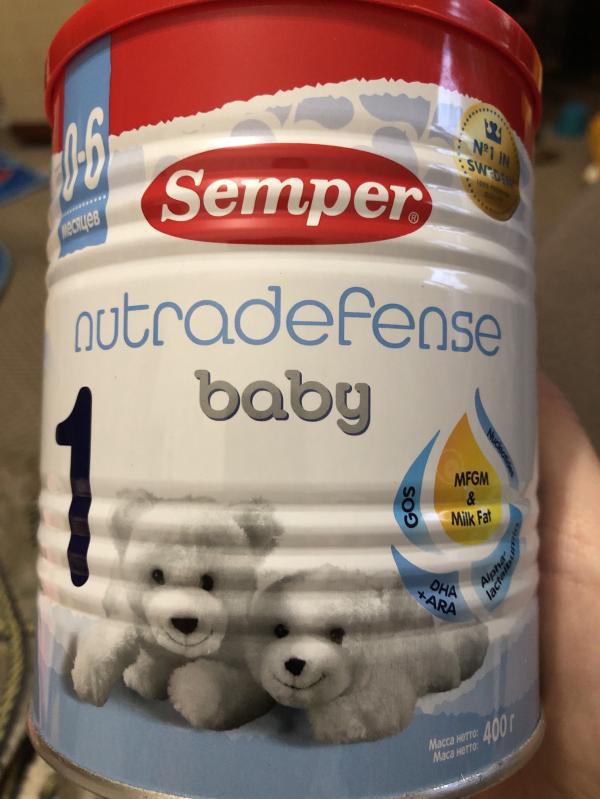 0-6
месяцев
Nº1 IN
SWEDEN
Semper®
nutradefense
baby
1
Nucleotides
MFGM
&
Milk Fat
GOS
Alpha-
lactalbumin
DHA
+ARA
Масса нетто:
Маса нетто:
400 г